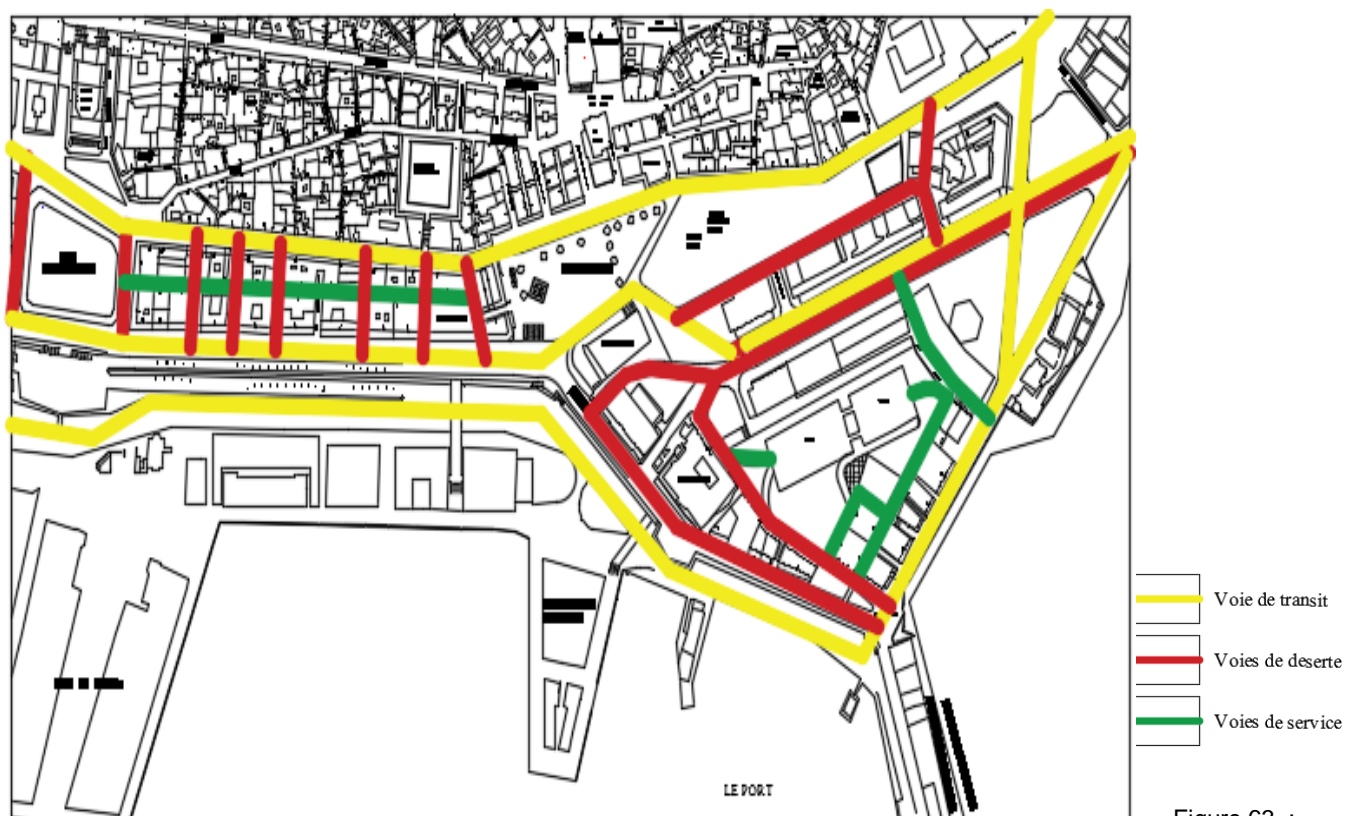 Voie de transit
Voies de deserte
Voies de service
LE PORT
Figure 63 :